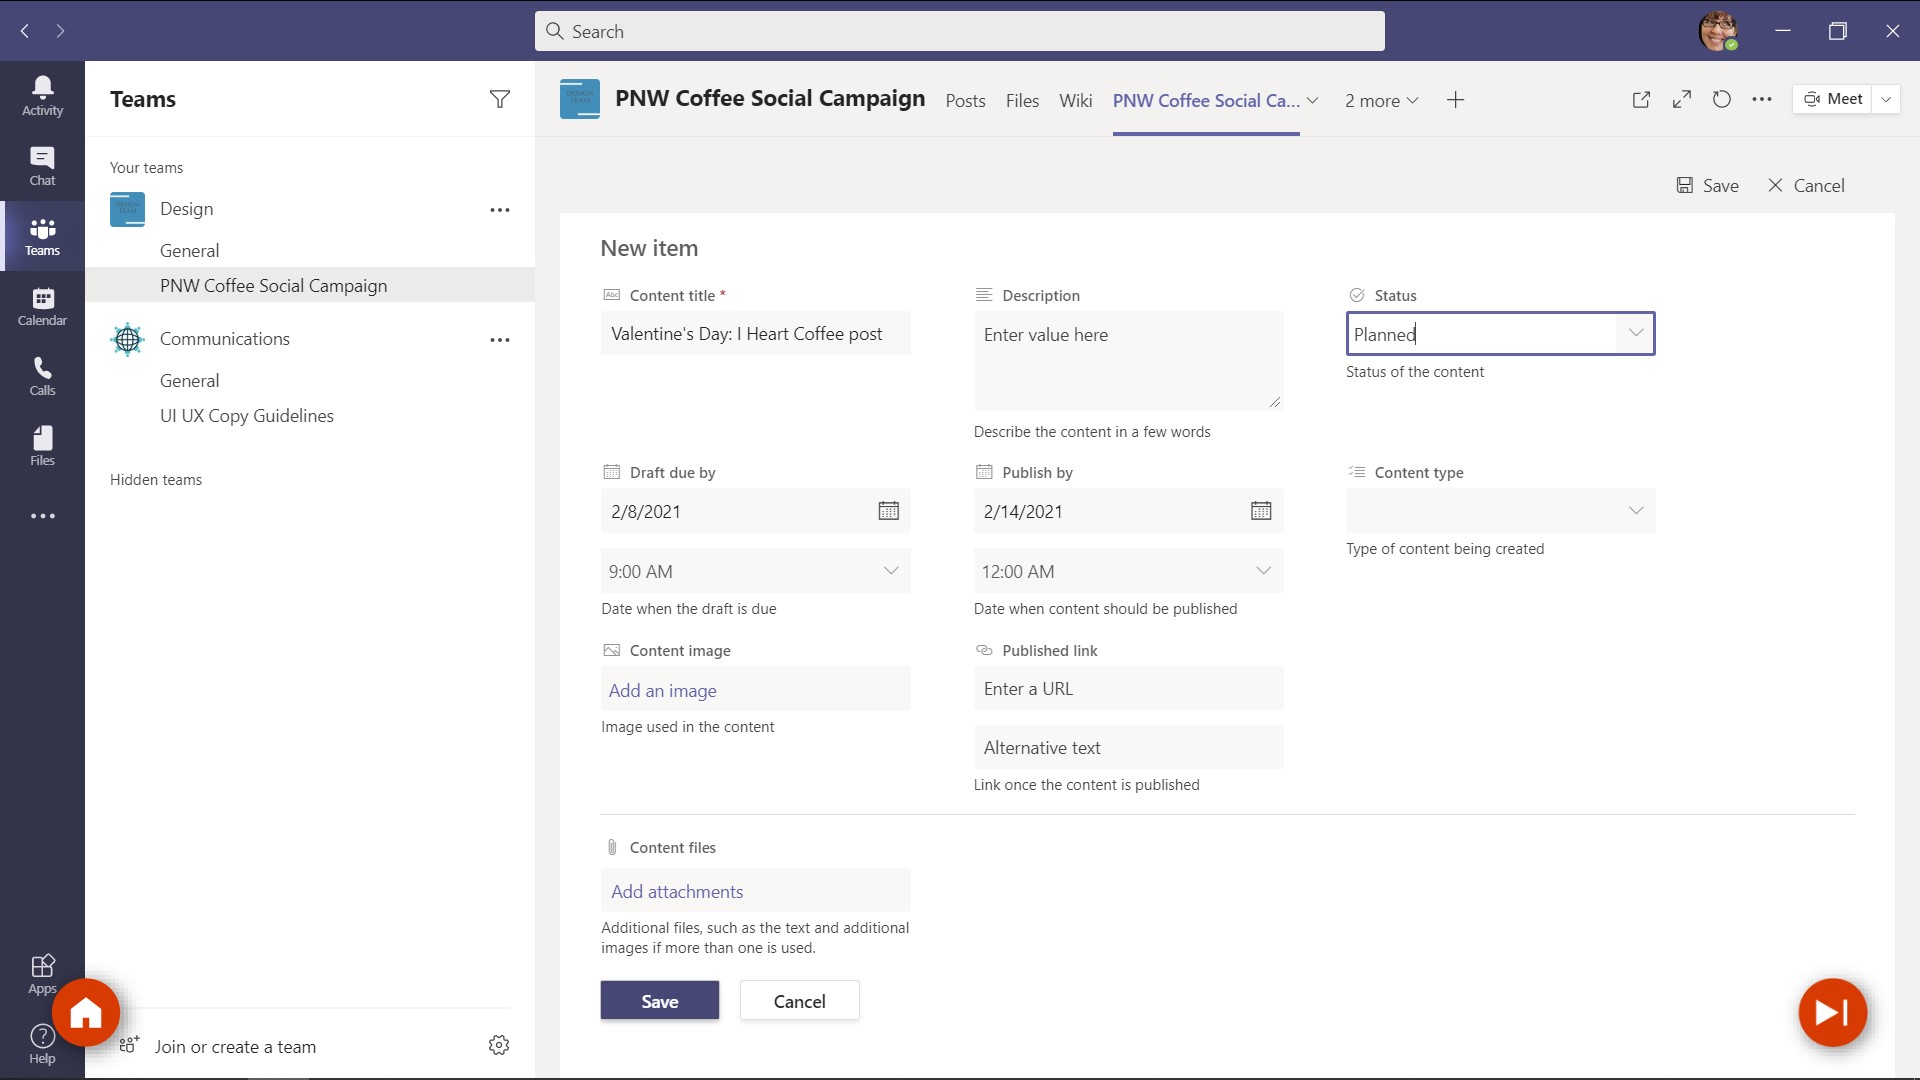 Search
Activity
Chat
Teams
Calendar
Calls
Files
Apps
Help
Teams
Your teams
Design
General
PNW Coffee Social Campaign
Communications
General
UI UX Copy Guidelines
Hidden teams
Join or create a team
DESIGN TEAM
PNW Coffee Social Campaign Posts Files Wiki PNW Coffee Social Ca... 2 more Meet
Save Cancel
New item
Abc Content title * Description Status
Valentine's Day: I Heart Coffee post Enter value here Planned
Status of the content
Describe the content in a few words
Draft due by Publish by Content type
2/8/2021 2/14/2021
Type of content being created
9:00 AM 12:00 AM
Date when the draft is due Date when content should be published
Content image Published link
Add an image Enter a URL
Image used in the content
Alternative text
Link once the content is published
Content files
Add attachments
Additional files, such as the text and additional
images if more than one is used.
Save Cancel